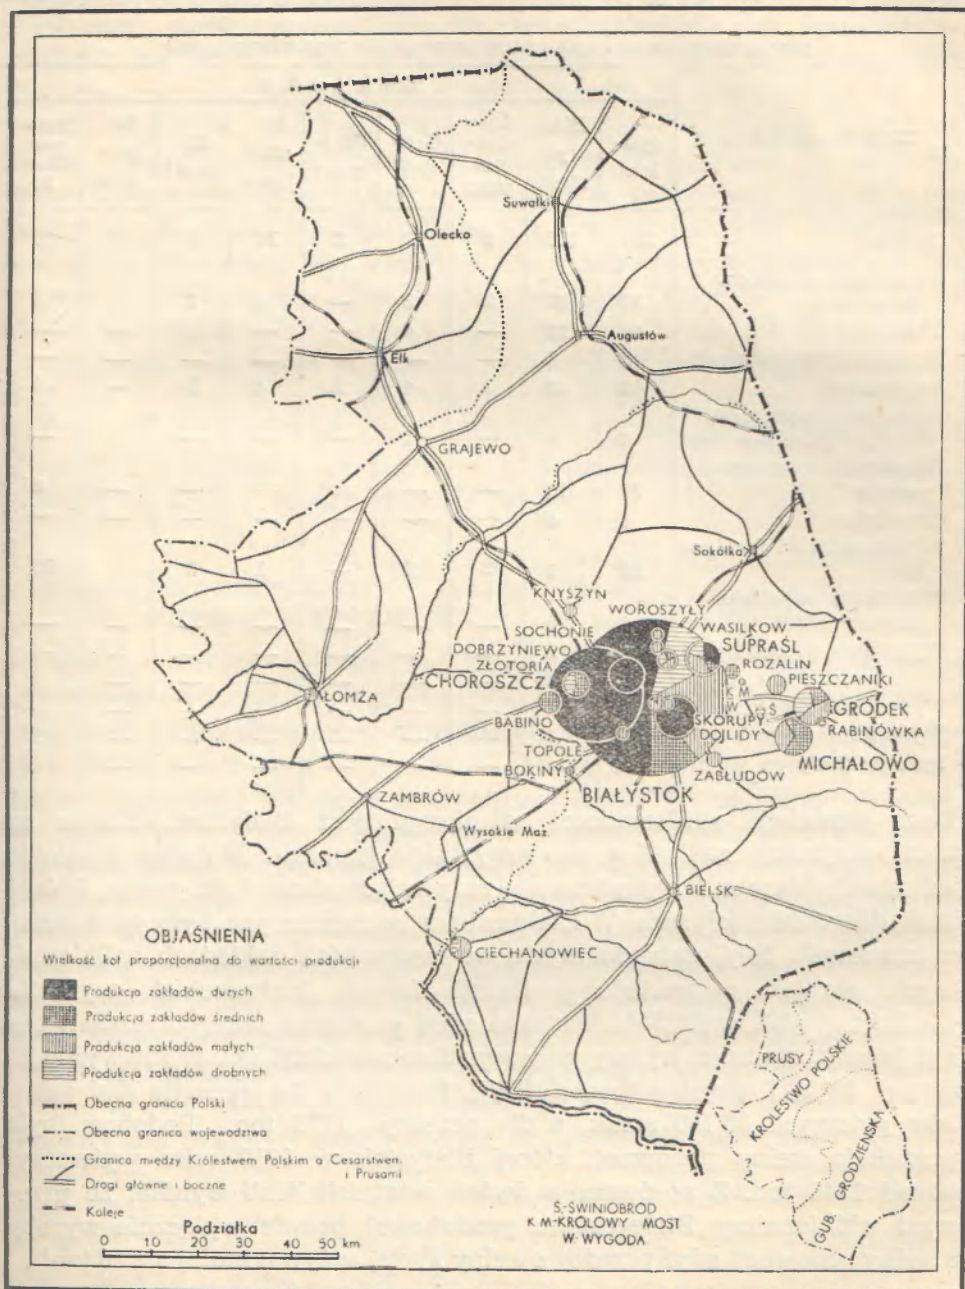 Suwałki
Olecko
Augustów
Ełk
GRAJEWO
Sokółka
KNYSZYN
WOROSZYŁY
SOCHONIE
WASILKOW
DOBRZYNIEWO
SUPRAŚL
ZŁOTORIA
ROZALIN
CHOROSZCZ
PIESZCZANIKI
K M
W
Ś
ŁOMŻA
GRÓDEK
BABINO
SKORUPY
RABINÓWKA
DOJLIDY
TOPOLE
MICHAŁOWO
BOKINY
ZABŁUDÓW
BIAŁYSTOK
ZAMBRÓW
Wysokie Maz.
BIELSK
CIECHANOWIEC
OBJAŚNIENIA
Wielkość kół proporcjonalna do wartości produkcji
Produkcja zakładów dużych
Produkcja zakładów średnich
Produkcja zakładów małych
Produkcja zakładów drobnych
Obecna granica Polski
Obecna granica województwa
Granica między Królestwem Polskim a Cesarstwem
i Prusami
Drogi główne i boczne
Koleje
Podziałka
0 10 20 30 40 50 km
S,-ŚWINIOBROD
K M-KRÓLOWY MOST
W-WYGODA
PRUSY
KRÓLESTWO POLSKIE
GUB. GRODZIEŃSKA